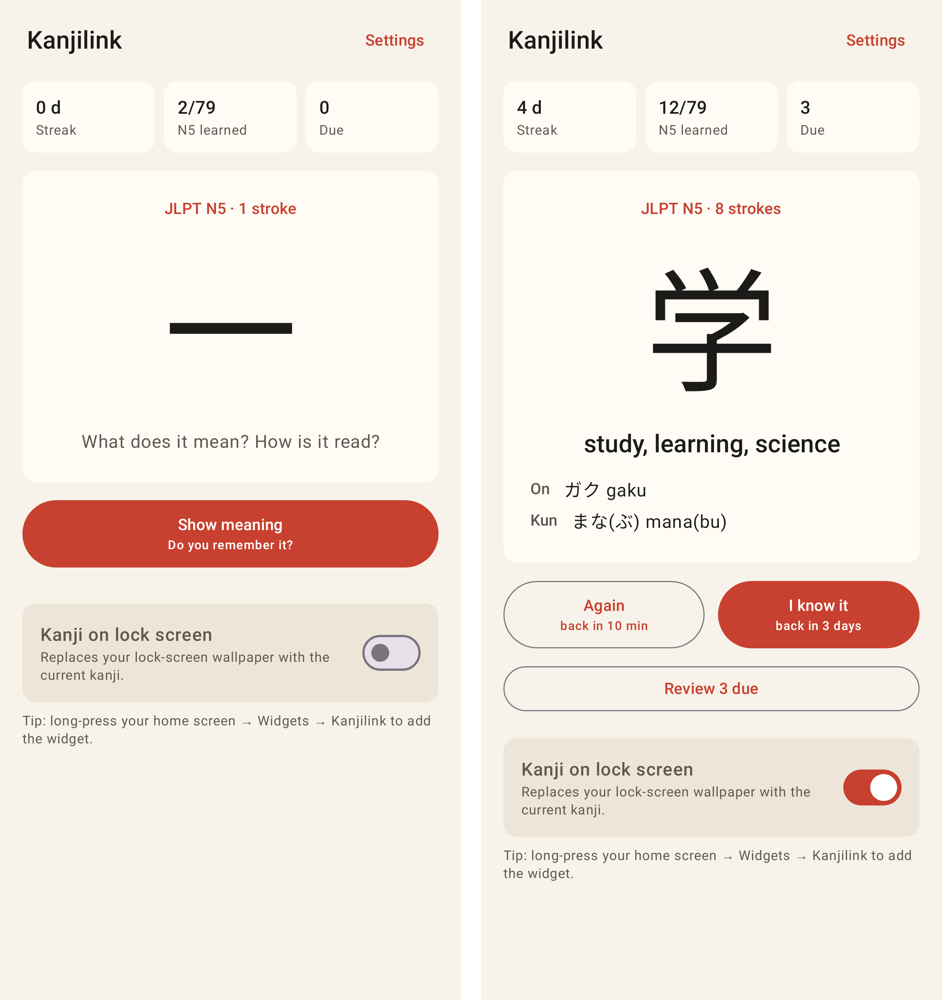 Kanjilink
Settings
0 d
Streak
2/79
N5 learned
0
Due
JLPT N5 · 1 stroke
一
What does it mean? How is it read?
Show meaning
Do you remember it?
Kanji on lock screen
Replaces your lock-screen wallpaper with the
current kanji.
Tip: long-press your home screen → Widgets → Kanjilink to add
the widget.
Kanjilink
Settings
4 d
Streak
12/79
N5 learned
3
Due
JLPT N5 · 8 strokes
学
study, learning, science
On ガク gaku
Kun まな(ぶ) mana(bu)
Again
back in 10 min
I know it
back in 3 days
Review 3 due
Kanji on lock screen
Replaces your lock-screen wallpaper with the
current kanji.
Tip: long-press your home screen → Widgets → Kanjilink to add
the widget.